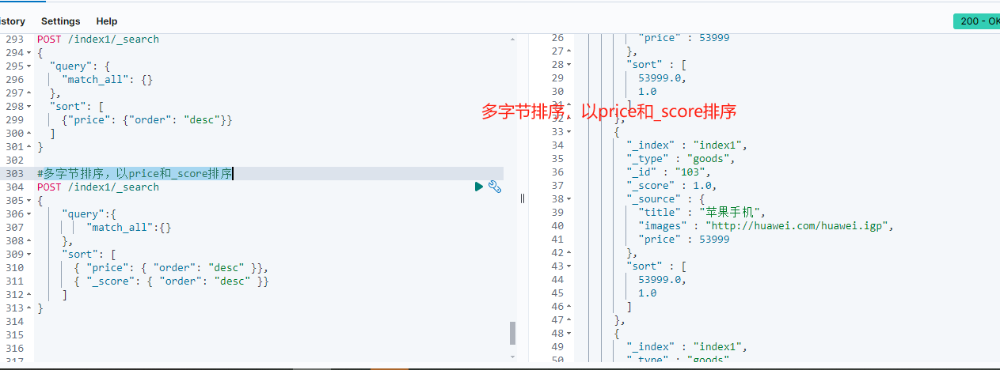 istory Settings Help
200 - OK
293 POST /index1/_search
294 {
295 "query": {
296 "match_all": {}
297 },
298 "sort": [
299 {"price": {"order": "desc"}}
300 ]
301 }
302
303 #多字节排序，以price和_score排序
304 POST /index1/_search
305 {
306 "query":{
307 "match_all":{}
308 },
309 "sort": [
310 { "price": { "order": "desc" }},
311 { "_score": { "order": "desc" }}
312 ]
313 }
314
315
316
317
多字节排序，以price和_score排序
26 "price" : 53999
27 },
28 "sort" : [
29 53999.0,
30 1.0
31 ]
32 },
33 {
34 "_index" : "index1",
35 "_type" : "goods",
36 "_id" : "103",
37 "_score" : 1.0,
38 "_source" : {
39 "title" : "苹果手机",
40 "images" : "http://huawei.com/huawei.igp",
41 "price" : 53999
42 },
43 "sort" : [
44 53999.0,
45 1.0
46 ]
47 },
48 {
49 "_index" : "index1",
50 "_type" : "goods",